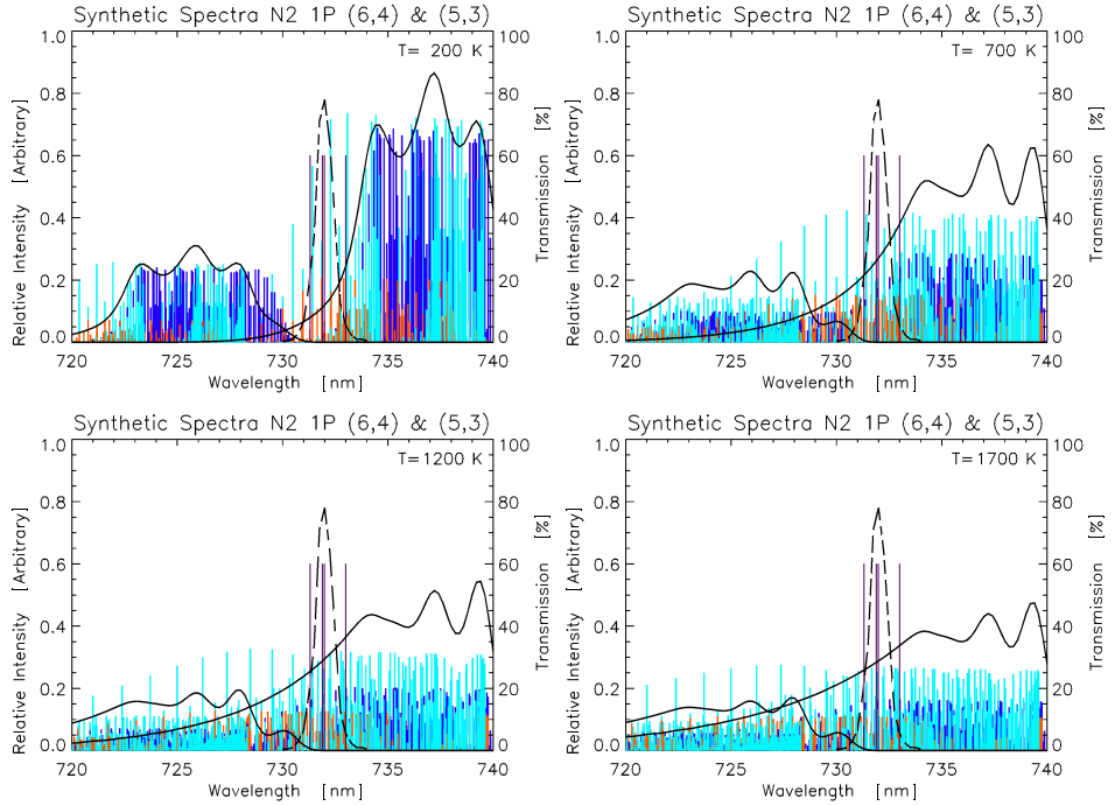 Synthetic Spectra N2 1P (6,4) & (5,3)
T= 200 K
1.0
0.8
0.6
0.4
0.2
0.0
Relative Intensity [Arbitrary]
100
80
60
40
20
0
Transmission [%]
720 725 730 735 740
Wavelength [nm]
Synthetic Spectra N2 1P (6,4) & (5,3)
T= 700 K
1.0
0.8
0.6
0.4
0.2
0.0
Relative Intensity [Arbitrary]
100
80
60
40
20
0
Transmission [%]
720 725 730 735 740
Wavelength [nm]
Synthetic Spectra N2 1P (6,4) & (5,3)
T=1200 K
1.0
0.8
0.6
0.4
0.2
0.0
Relative Intensity [Arbitrary]
100
80
60
40
20
0
Transmission [%]
720 725 730 735 740
Wavelength [nm]
Synthetic Spectra N2 1P (6,4) & (5,3)
T=1700 K
1.0
0.8
0.6
0.4
0.2
0.0
Relative Intensity [Arbitrary]
100
80
60
40
20
0
Transmission [%]
720 725 730 735 740
Wavelength [nm]